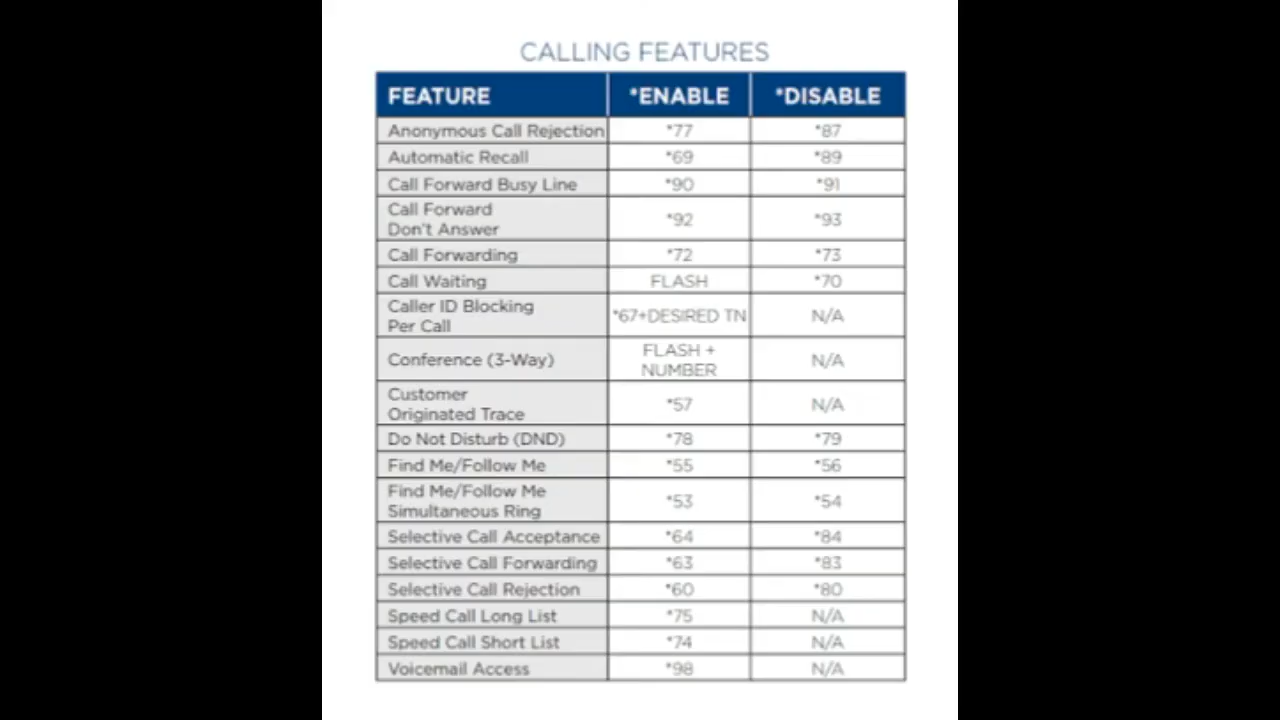 CALLING FEATURES
FEATURE *ENABLE *DISABLE
Anonymous Call Rejection *77 *87
Automatic Recall *69 *89
Call Forward Busy Line *90 *91
Call Forward
Don't Answer *92 *93
Call Forwarding *72 *73
Call Waiting FLASH *70
Caller ID Blocking
Per Call *67+DESIRED TN N/A
Conference (3-Way) FLASH +
NUMBER N/A
Customer
Originated Trace *57 N/A
Do Not Disturb (DND) *78 *79
Find Me/Follow Me *55 *56
Find Me/Follow Me
Simultaneous Ring *53 *54
Selective Call Acceptance *64 *84
Selective Call Forwarding *63 *83
Selective Call Rejection *60 *80
Speed Call Long List *75 N/A
Speed Call Short List *74 N/A
Voicemail Access *98 N/A